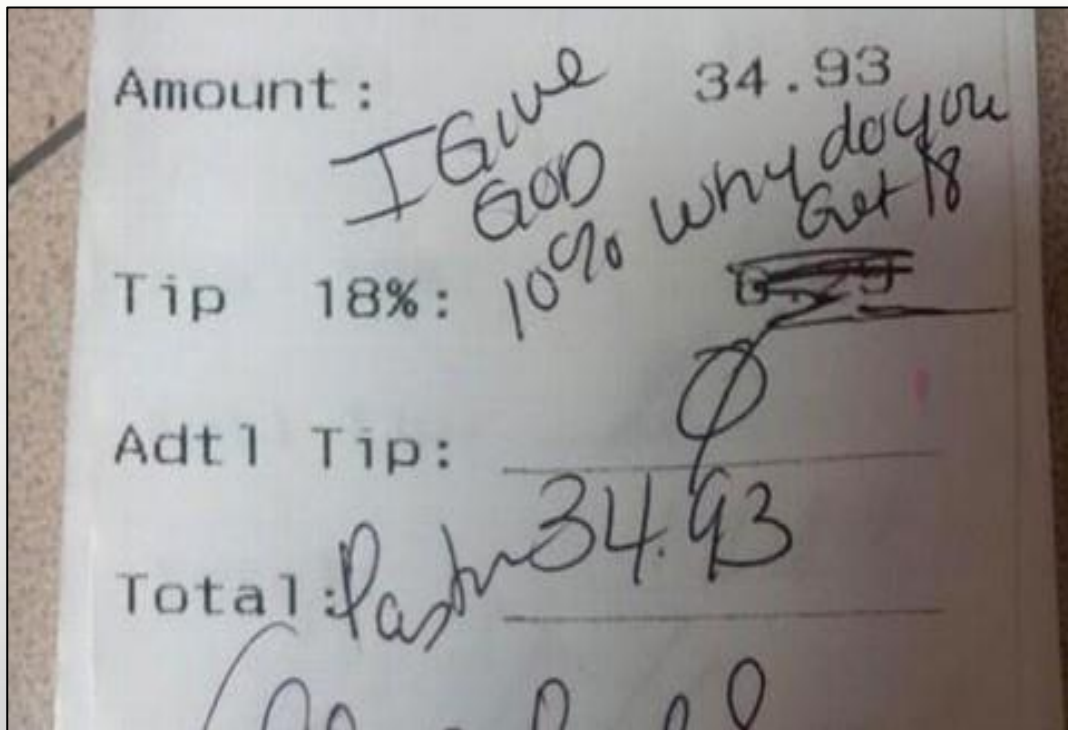 Amount: 34.93
I Give
GOD
10% Why do you
Get 18
Tip 18%:
Adtl Tip: 0
Total: Pastor 34.93